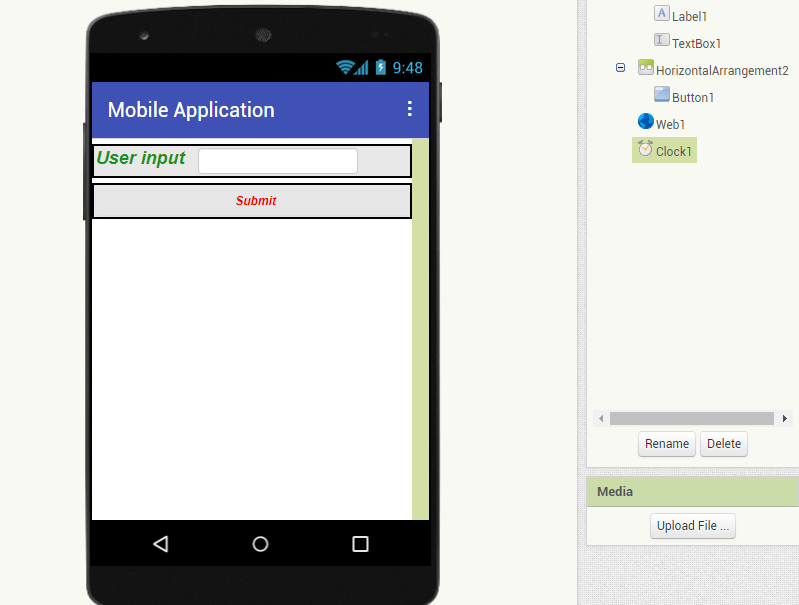 9:48
Mobile Application
User input
Submit
Label1
TextBox1
HorizontalArrangement2
Button1
Web1
Clock1
Rename Delete
Media
Upload File ...